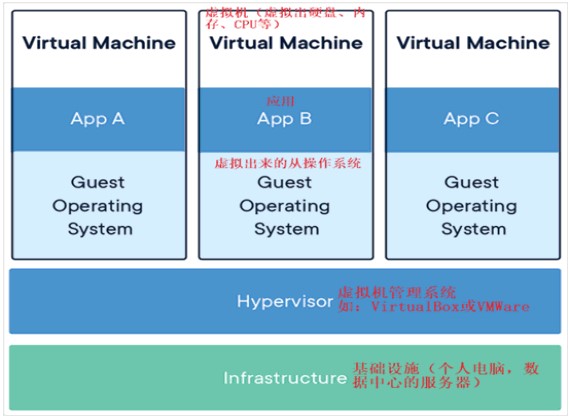 虚拟机（虚拟出硬盘、内
存、CPU等）
Virtual Machine
Virtual Machine
Virtual Machine
应用
App A
App B
App C
虚拟出来的从操作系统
Guest
Operating
System
Guest
Operating
System
Guest
Operating
System
Hypervisor
虚拟机管理系统
如：VirtualBox或VMWare
Infrastructure
基础设施（个人电脑，数
据中心的服务器）